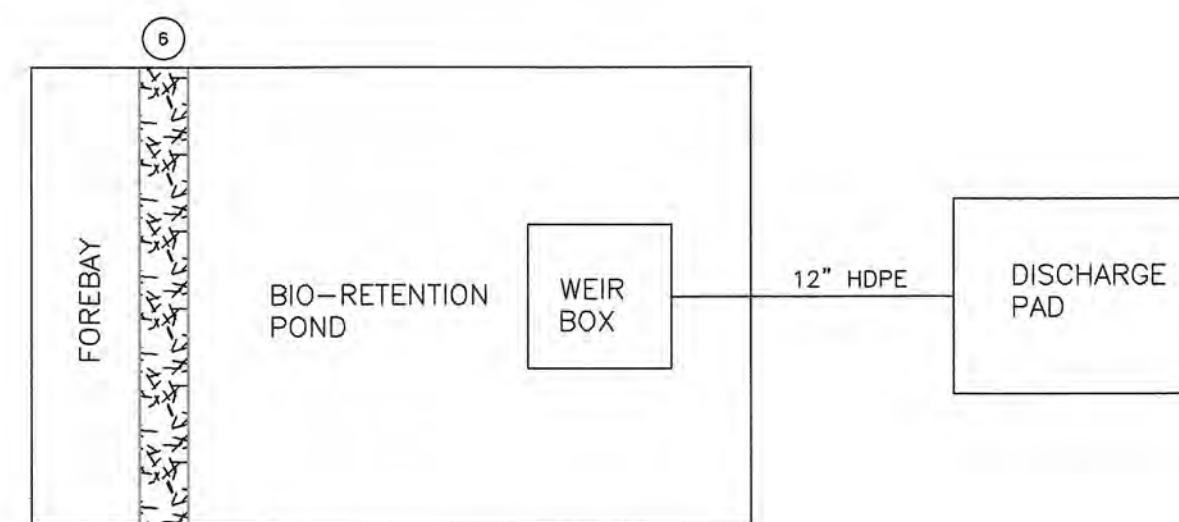 6
FOREBAY
BIO-RETENTION
POND
WEIR
BOX
12" HDPE
DISCHARGE
PAD